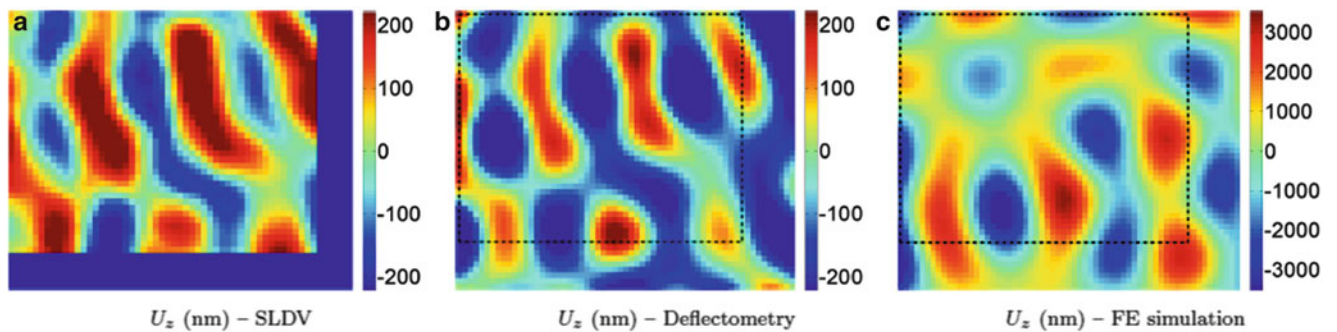 a
200
100
0
-100
-200
U_z (nm) – SLDV
b
200
100
0
-100
-200
U_z (nm) – Deflectometry
c
3000
2000
1000
0
-1000
-2000
-3000
U_z (nm) – FE simulation